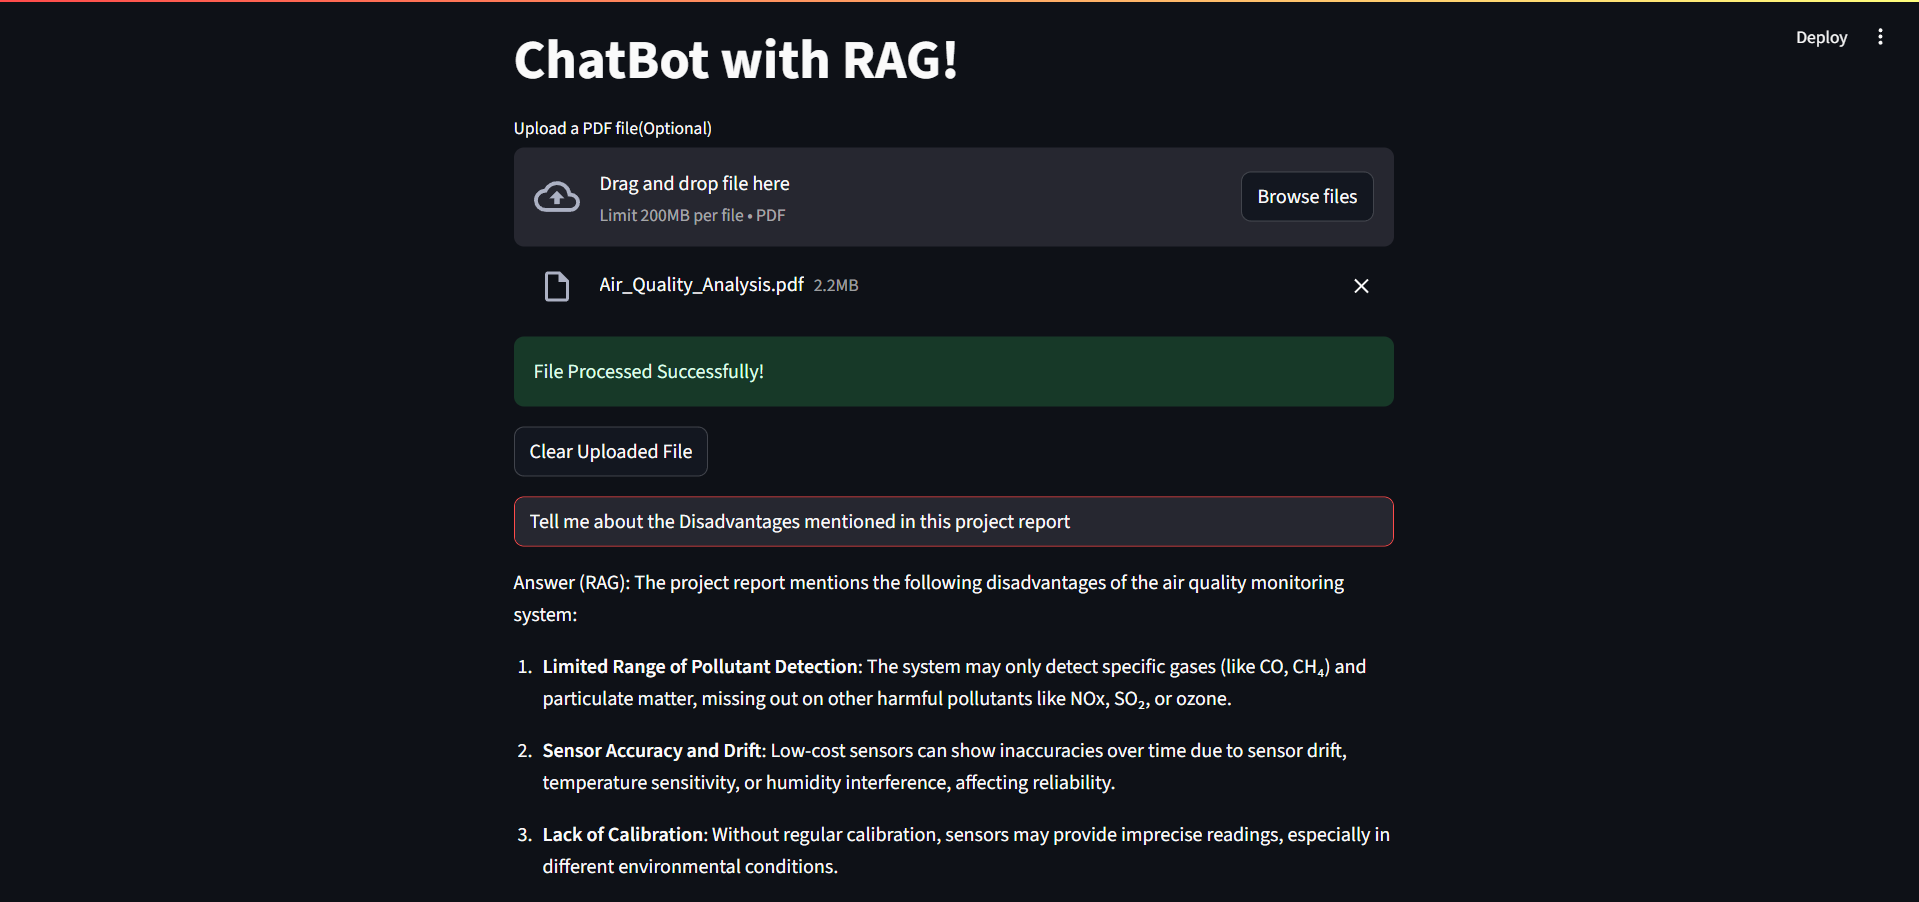 Deploy
ChatBot with RAG!
Upload a PDF file(Optional)
Drag and drop file here
Limit 200MB per file • PDF
Browse files
Air_Quality_Analysis.pdf 2.2MB
File Processed Successfully!
Clear Uploaded File
Tell me about the Disadvantages mentioned in this project report
Answer (RAG): The project report mentions the following disadvantages of the air quality monitoring
system:
1. Limited Range of Pollutant Detection: The system may only detect specific gases (like CO, CH₄) and
particulate matter, missing out on other harmful pollutants like NOx, SO₂, or ozone.
2. Sensor Accuracy and Drift: Low-cost sensors can show inaccuracies over time due to sensor drift,
temperature sensitivity, or humidity interference, affecting reliability.
3. Lack of Calibration: Without regular calibration, sensors may provide imprecise readings, especially in
different environmental conditions.